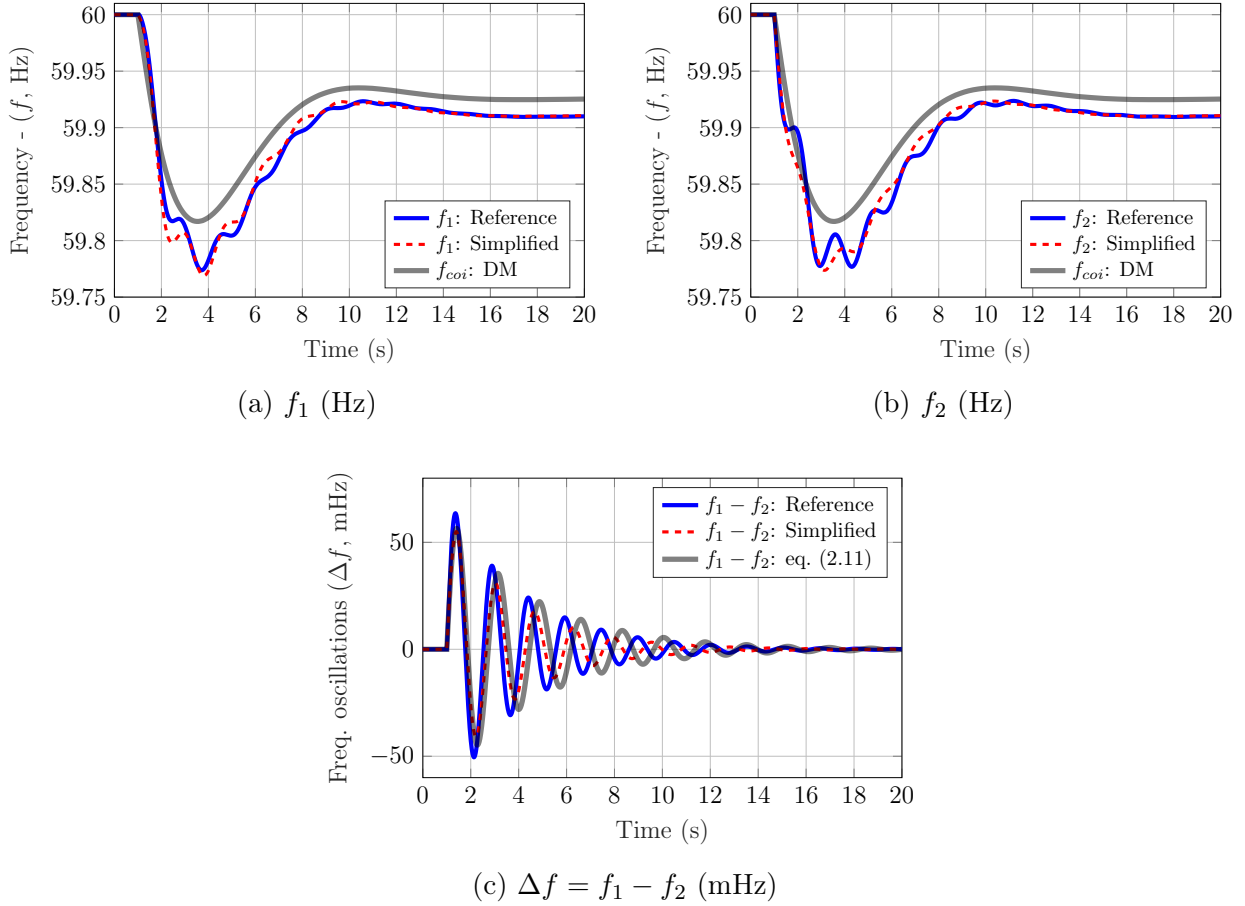 Frequency - (f, Hz)
60
59.95
59.9
59.85
59.8
59.75
0 2 4 6 8 10 12 14 16 18 20
Time (s)
f₁: Reference
f₁: Simplified
f_coi: DM
(a) f₁ (Hz)
Frequency - (f, Hz)
60
59.95
59.9
59.85
59.8
59.75
0 2 4 6 8 10 12 14 16 18 20
Time (s)
f₂: Reference
f₂: Simplified
f_coi: DM
(b) f₂ (Hz)
Freq. oscillations (Δf, mHz)
50
0
−50
0 2 4 6 8 10 12 14 16 18 20
Time (s)
f₁ − f₂: Reference
f₁ − f₂: Simplified
f₁ − f₂: eq. (2.11)
(c) Δf = f₁ − f₂ (mHz)